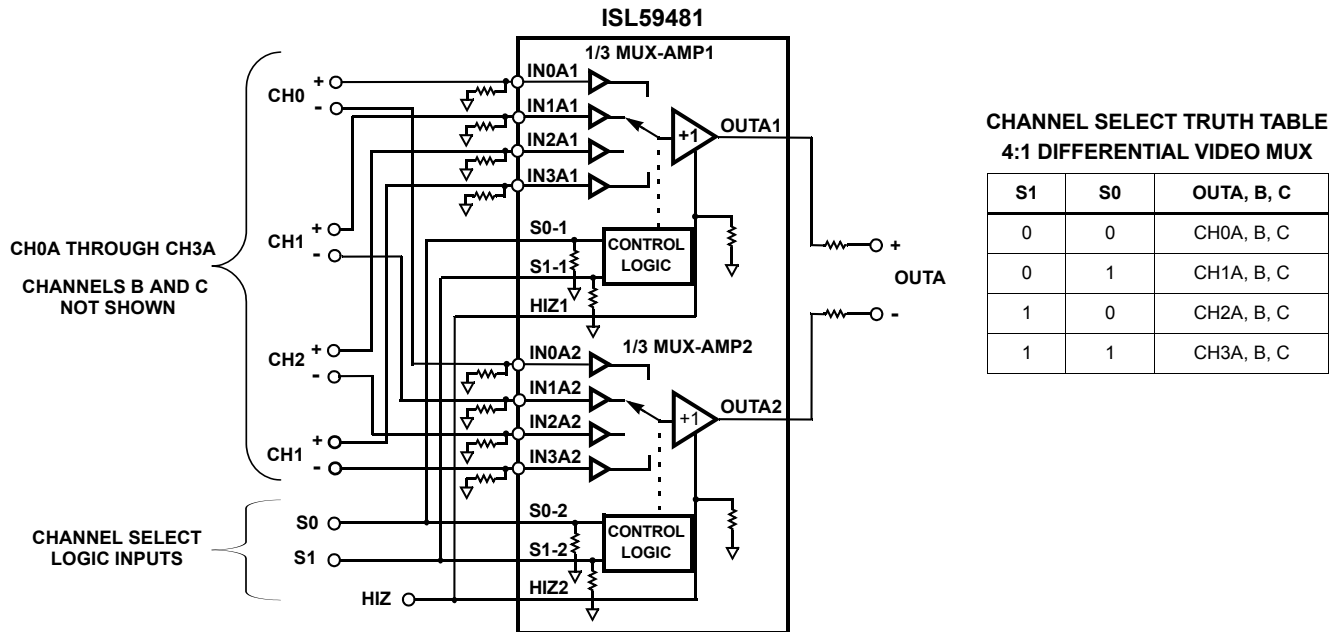 ISL59481
1/3 MUX-AMP1
CH0
+
-
IN0A1
IN1A1
IN2A1
IN3A1
+1
OUTA1
CH1
+
-
S0-1
S1-1
HIZ1
CONTROL
LOGIC
CH0A THROUGH CH3A
CHANNELS B AND C
NOT SHOWN
+
OUTA
-
1/3 MUX-AMP2
CH2
+
-
IN0A2
IN1A2
IN2A2
IN3A2
+1
OUTA2
CH1
+
-
CHANNEL SELECT
LOGIC INPUTS
S0
S1
HIZ
S0-2
S1-2
HIZ2
CONTROL
LOGIC
CHANNEL SELECT TRUTH TABLE
4:1 DIFFERENTIAL VIDEO MUX
S1 S0 OUTA, B, C
0 0 CH0A, B, C
0 1 CH1A, B, C
1 0 CH2A, B, C
1 1 CH3A, B, C